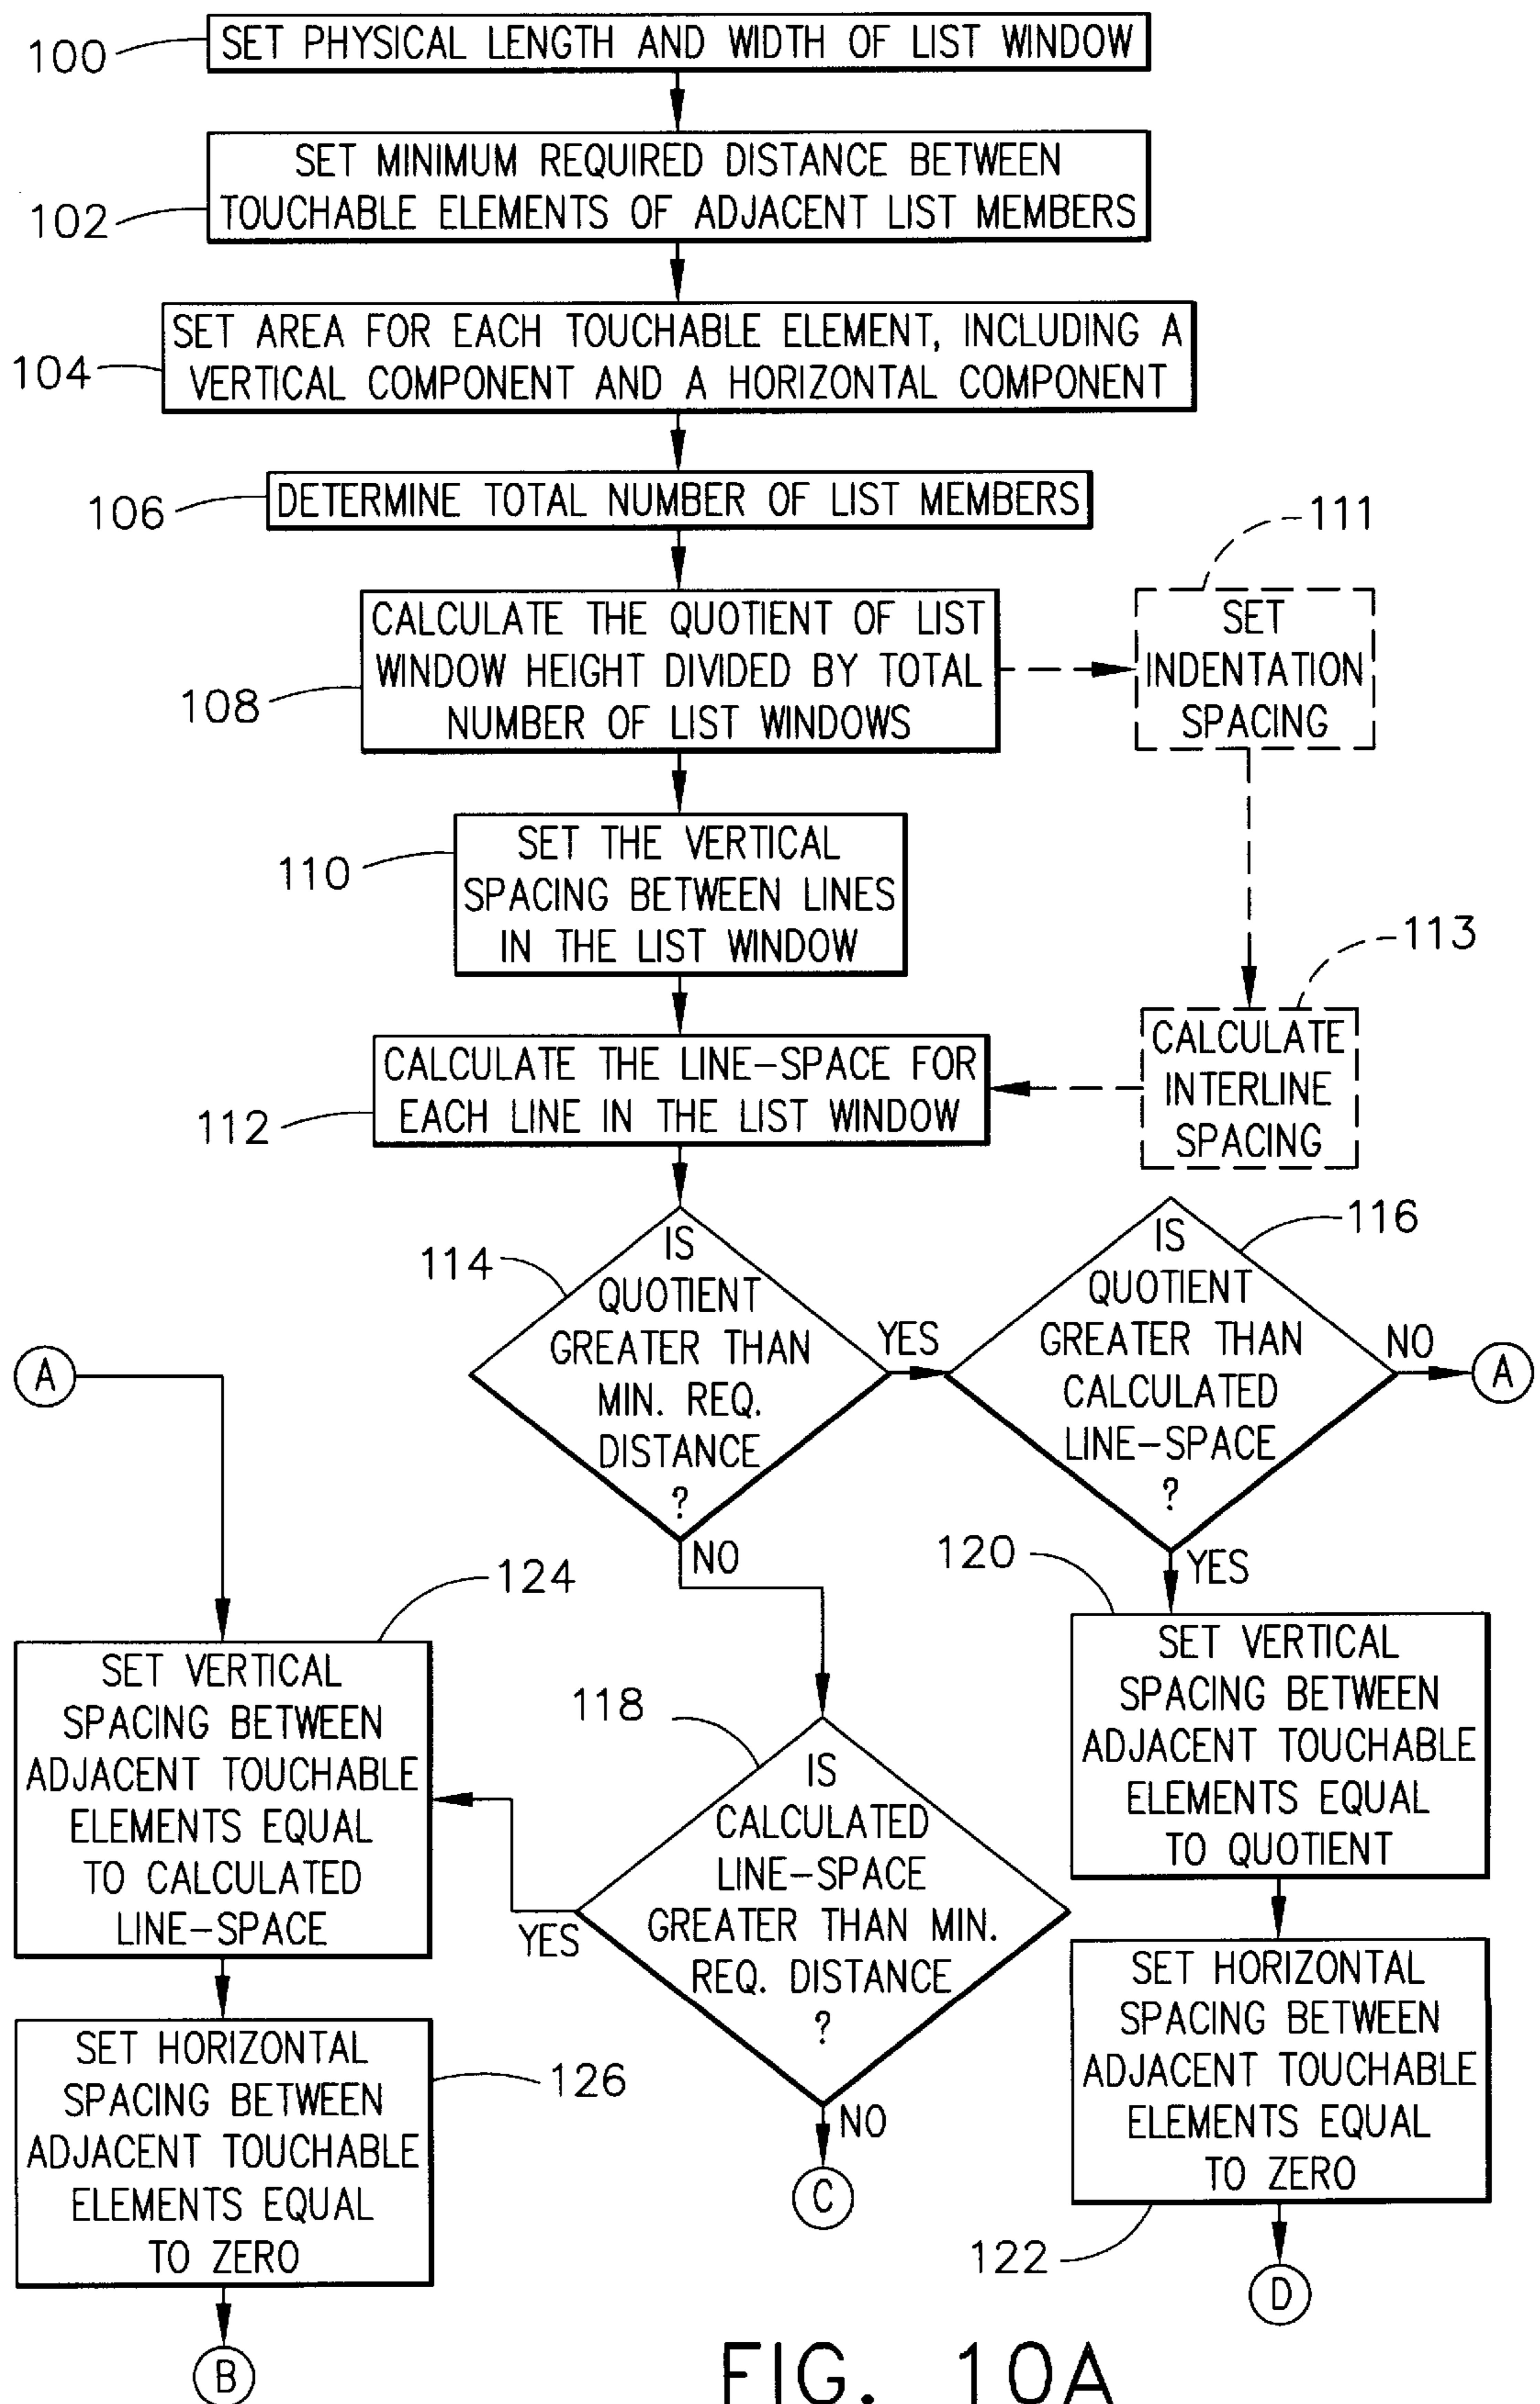 100
SET PHYSICAL LENGTH AND WIDTH OF LIST WINDOW
102
SET MINIMUM REQUIRED DISTANCE BETWEEN
TOUCHABLE ELEMENTS OF ADJACENT LIST MEMBERS
104
SET AREA FOR EACH TOUCHABLE ELEMENT, INCLUDING A
VERTICAL COMPONENT AND A HORIZONTAL COMPONENT
106
DETERMINE TOTAL NUMBER OF LIST MEMBERS
108
CALCULATE THE QUOTIENT OF LIST
WINDOW HEIGHT DIVIDED BY TOTAL
NUMBER OF LIST WINDOWS
111
SET
INDENTATION
SPACING
110
SET THE VERTICAL
SPACING BETWEEN LINES
IN THE LIST WINDOW
113
CALCULATE
INTERLINE
SPACING
112
CALCULATE THE LINE-SPACE FOR
EACH LINE IN THE LIST WINDOW
114
IS
QUOTIENT
GREATER THAN
MIN. REQ.
DISTANCE
?
YES
NO
116
IS
QUOTIENT
GREATER THAN
CALCULATED
LINE-SPACE
?
NO
A
YES
A
124
SET VERTICAL
SPACING BETWEEN
ADJACENT TOUCHABLE
ELEMENTS EQUAL
TO CALCULATED
LINE-SPACE
118
IS
CALCULATED
LINE-SPACE
GREATER THAN MIN.
REQ. DISTANCE
?
YES
NO
C
120
SET VERTICAL
SPACING BETWEEN
ADJACENT TOUCHABLE
ELEMENTS EQUAL
TO QUOTIENT
126
SET HORIZONTAL
SPACING BETWEEN
ADJACENT TOUCHABLE
ELEMENTS EQUAL
TO ZERO
B
122
SET HORIZONTAL
SPACING BETWEEN
ADJACENT TOUCHABLE
ELEMENTS EQUAL
TO ZERO
D
FIG. 10A